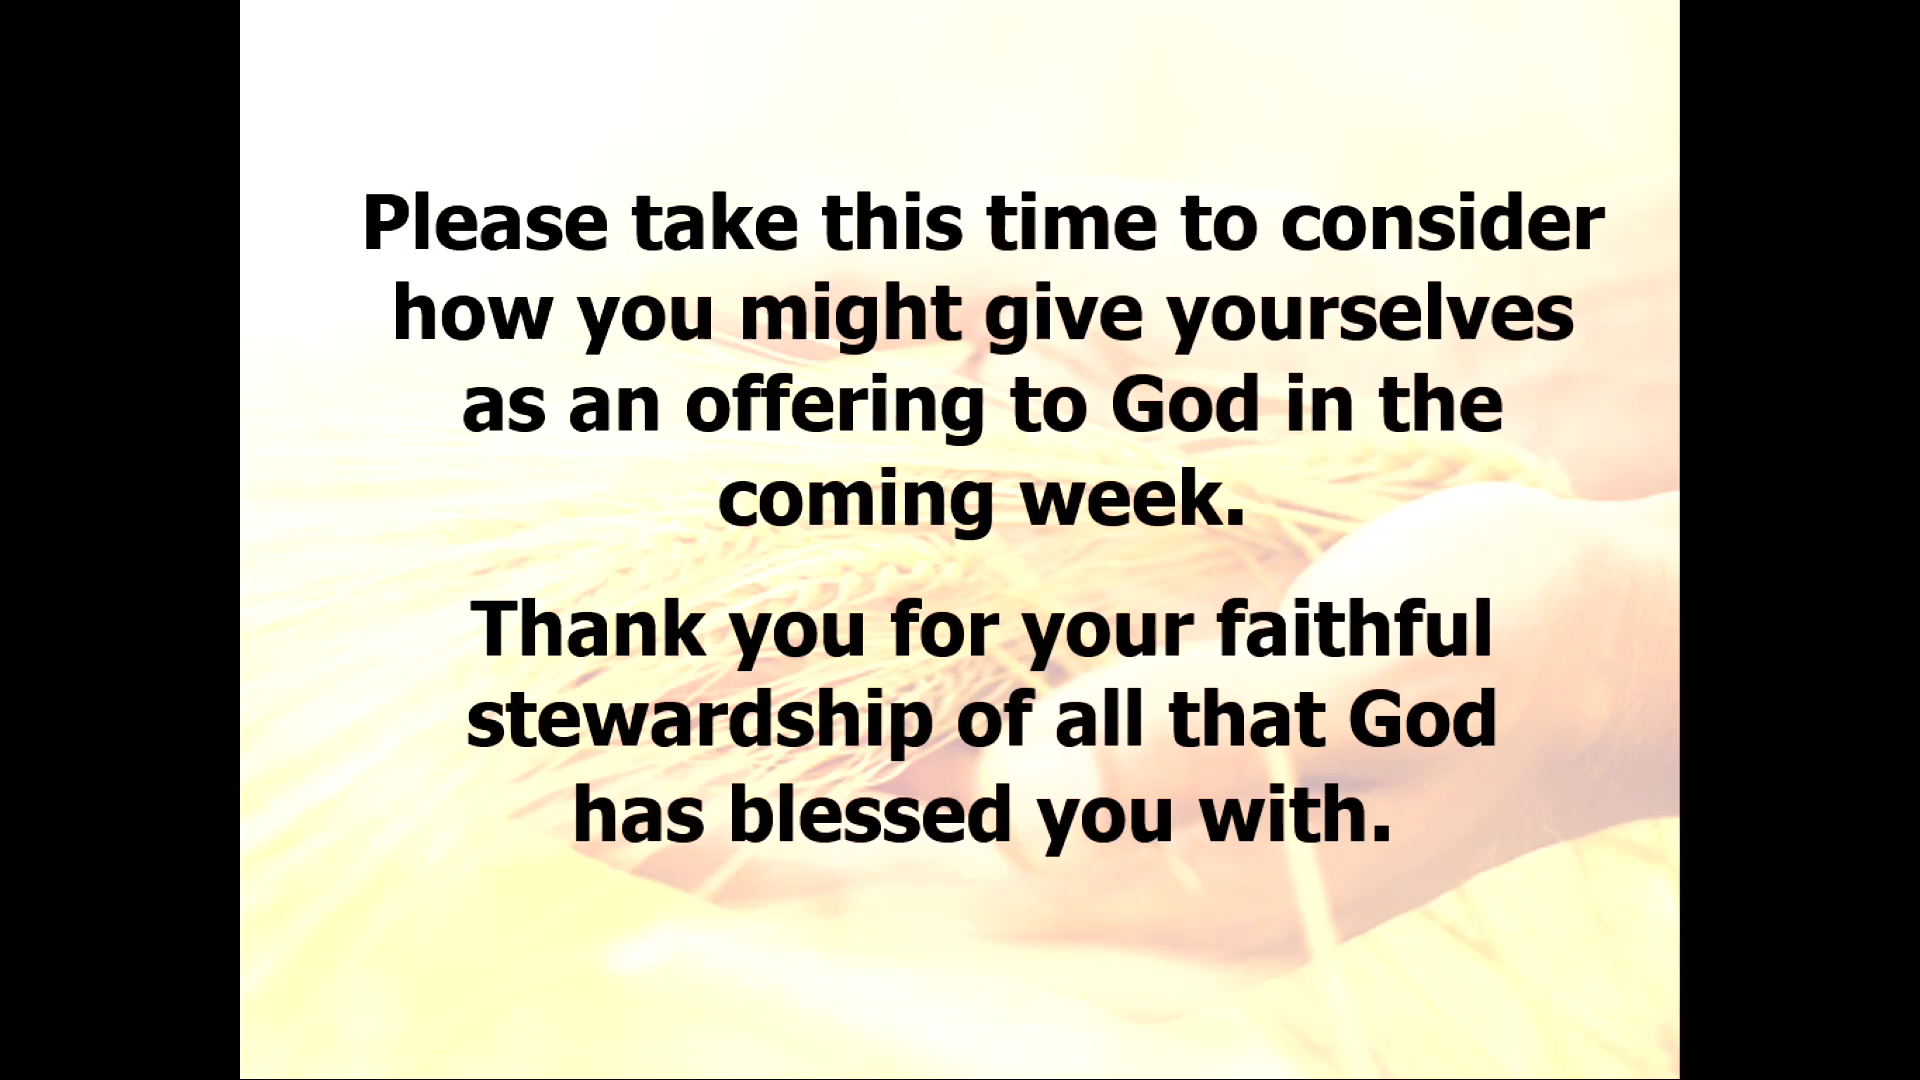 Please take this time to consider
how you might give yourselves
as an offering to God in the
coming week.
Thank you for your faithful
stewardship of all that God
has blessed you with.